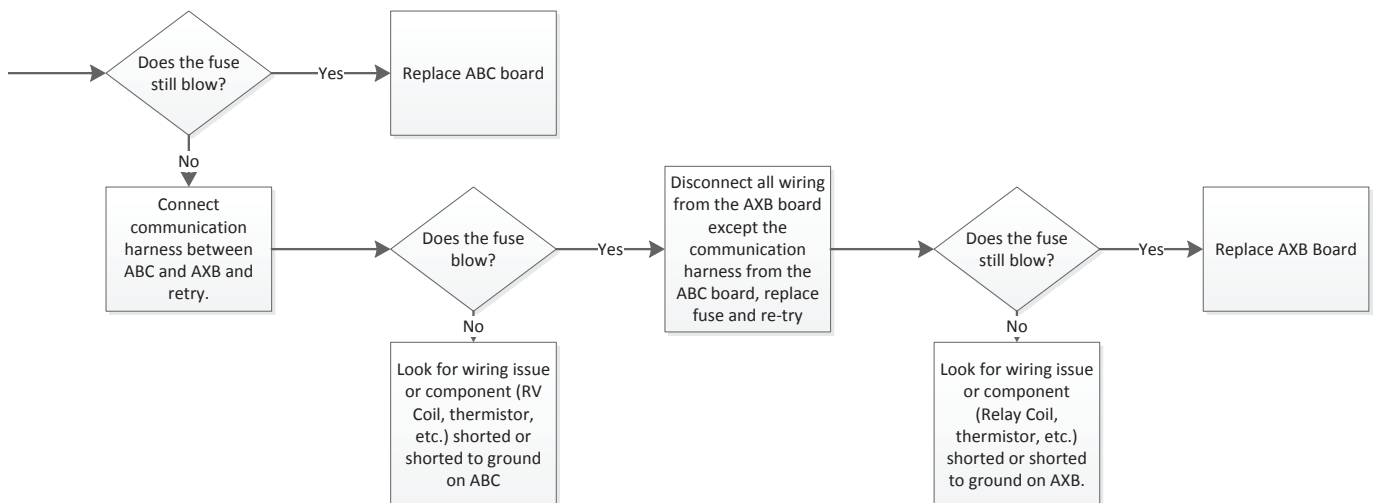 Does the fuse
still blow?
Yes
Replace ABC board
No
Connect
communication
harness between
ABC and AXB and
retry.
Does the fuse
blow?
Yes
Disconnect all wiring
from the AXB board
except the
communication
harness from the
ABC board, replace
fuse and re-try
Does the fuse
still blow?
Yes
Replace AXB Board
No
Look for wiring issue
or component (RV
Coil, thermistor,
etc.) shorted or
shorted to ground
on ABC
No
Look for wiring issue
or component
(Relay Coil,
thermistor, etc.)
shorted or shorted
to ground on AXB.